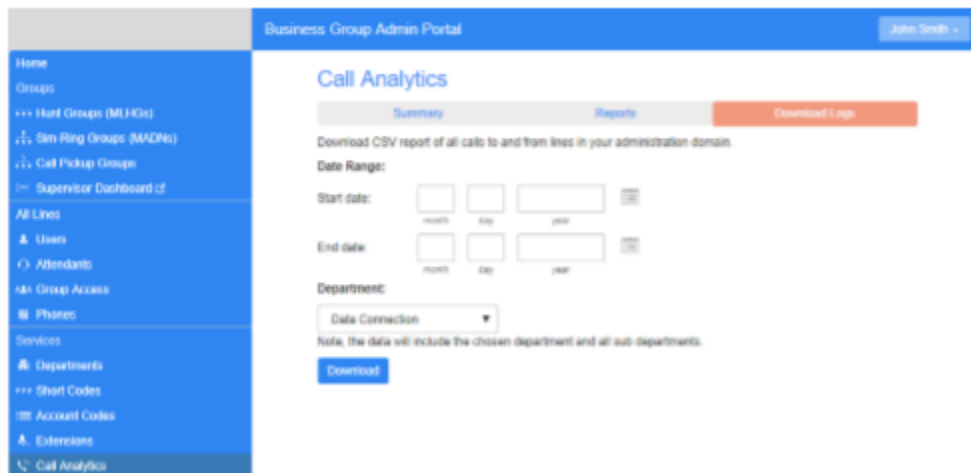 Business Group Admin Portal
John Smith
Home
Groups
Hunt Groups (MLHGs)
Sim-Ring Groups (MADNs)
Call Pickup Groups
Supervisor Dashboard
All Lines
Users
Attendants
Group Access
Phones
Services
Departments
Short Codes
Account Codes
Extensions
Call Analytics
Call Analytics
Summary Reports Download Logs
Download CSV report of all calls to and from lines in your administration domain.
Date Range:
Start date:
month day year
End date:
month day year
Department:
Data Connection
Note, the data will include the chosen department and all sub departments.
Download